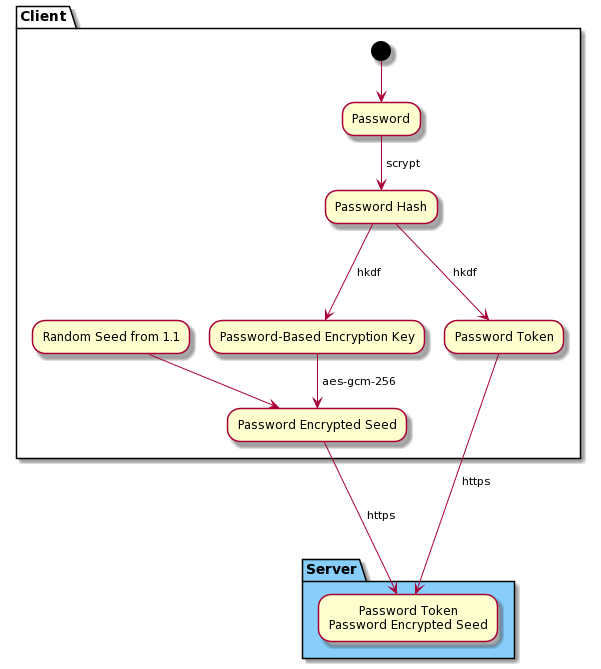 Client
Password
scrypt
Password Hash
hkdf
hkdf
Random Seed from 1.1
Password-Based Encryption Key
Password Token
aes-gcm-256
Password Encrypted Seed
https
https
Server
Password Token
Password Encrypted Seed